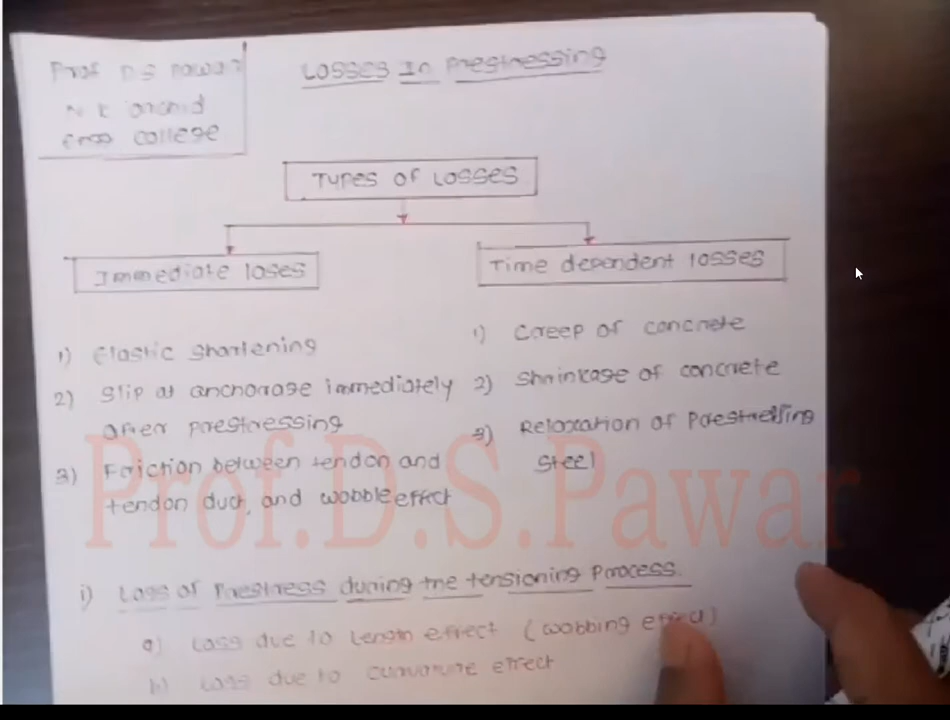 Prof D S Pawar
N K Orchid
Engg college
Losses In Prestressing
Types of Losses
Immediate loses
Time dependent losses
1) Elastic Shortening
2) Slip at anchorage immediately after prestressing
3) Friction between tendon and tendon duct, and wobble effect
1) Creep of concrete
2) Shrinkage of concrete
3) Relaxation of Prestressing Steel
Prof.D.S.Pawar
i) Loss of Prestress during the tensioning Process.
a) Loss due to Length effect (wobbing effect)
b) Loss due to curvature effect